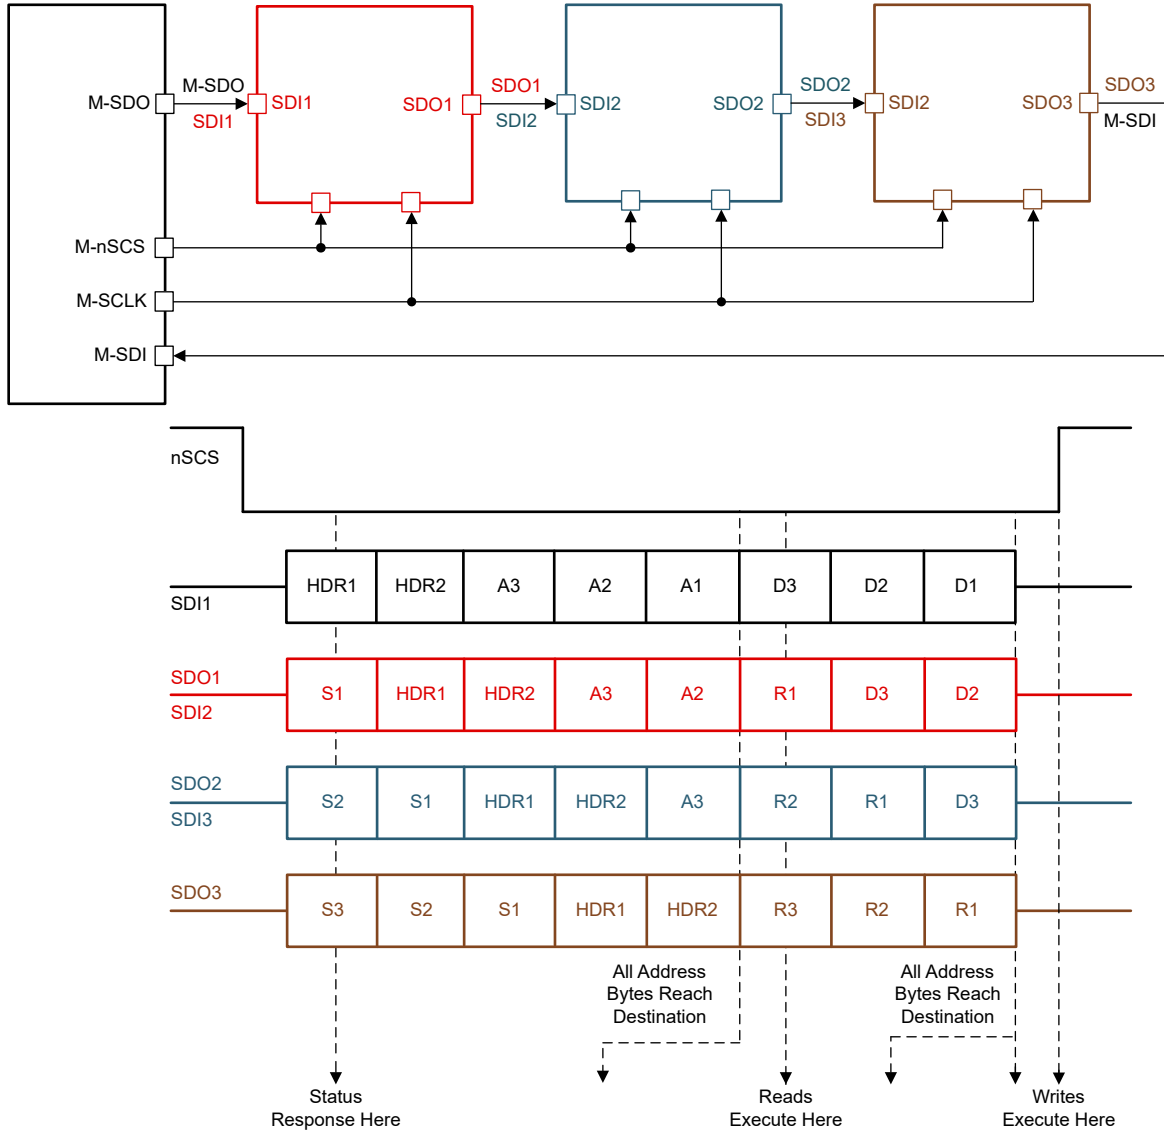 M-SDO
M-SDO
SDI1
SDI1
SDO1
SDO1
SDI2
SDI2
SDO2
SDO2
SDI3
SDI2
SDO3
SDO3
M-SDI
M-nSCS
M-SCLK
M-SDI
nSCS
SDI1
HDR1 HDR2 A3 A2 A1 D3 D2 D1
SDO1
SDI2
S1 HDR1 HDR2 A3 A2 R1 D3 D2
SDO2
SDI3
S2 S1 HDR1 HDR2 A3 R2 R1 D3
SDO3
S3 S2 S1 HDR1 HDR2 R3 R2 R1
All Address
Bytes Reach
Destination
All Address
Bytes Reach
Destination
Status
Response Here
Reads
Execute Here
Writes
Execute Here